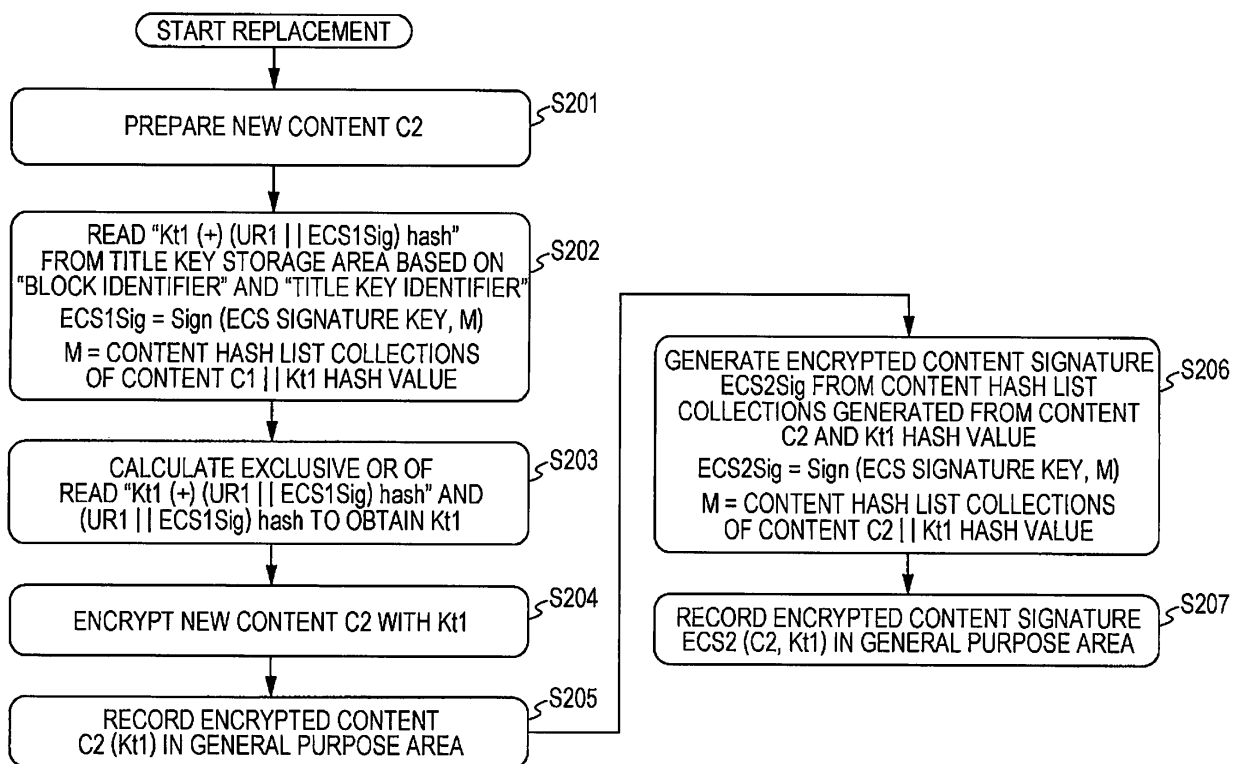 START REPLACEMENT
S201
PREPARE NEW CONTENT C2
S202
READ "Kt1 (+) (UR1 || ECS1Sig) hash"
FROM TITLE KEY STORAGE AREA BASED ON
"BLOCK IDENTIFIER" AND "TITLE KEY IDENTIFIER"
ECS1Sig = Sign (ECS SIGNATURE KEY, M)
M = CONTENT HASH LIST COLLECTIONS
OF CONTENT C1 || Kt1 HASH VALUE
S203
CALCULATE EXCLUSIVE OR OF
READ "Kt1 (+) (UR1 || ECS1Sig) hash" AND
(UR1 || ECS1Sig) hash TO OBTAIN Kt1
S204
ENCRYPT NEW CONTENT C2 WITH Kt1
S205
RECORD ENCRYPTED CONTENT
C2 (Kt1) IN GENERAL PURPOSE AREA
S206
GENERATE ENCRYPTED CONTENT SIGNATURE
ECS2Sig FROM CONTENT HASH LIST
COLLECTIONS GENERATED FROM CONTENT
C2 AND Kt1 HASH VALUE
ECS2Sig = Sign (ECS SIGNATURE KEY, M)
M = CONTENT HASH LIST COLLECTIONS
OF CONTENT C2 || Kt1 HASH VALUE
S207
RECORD ENCRYPTED CONTENT SIGNATURE
ECS2 (C2, Kt1) IN GENERAL PURPOSE AREA